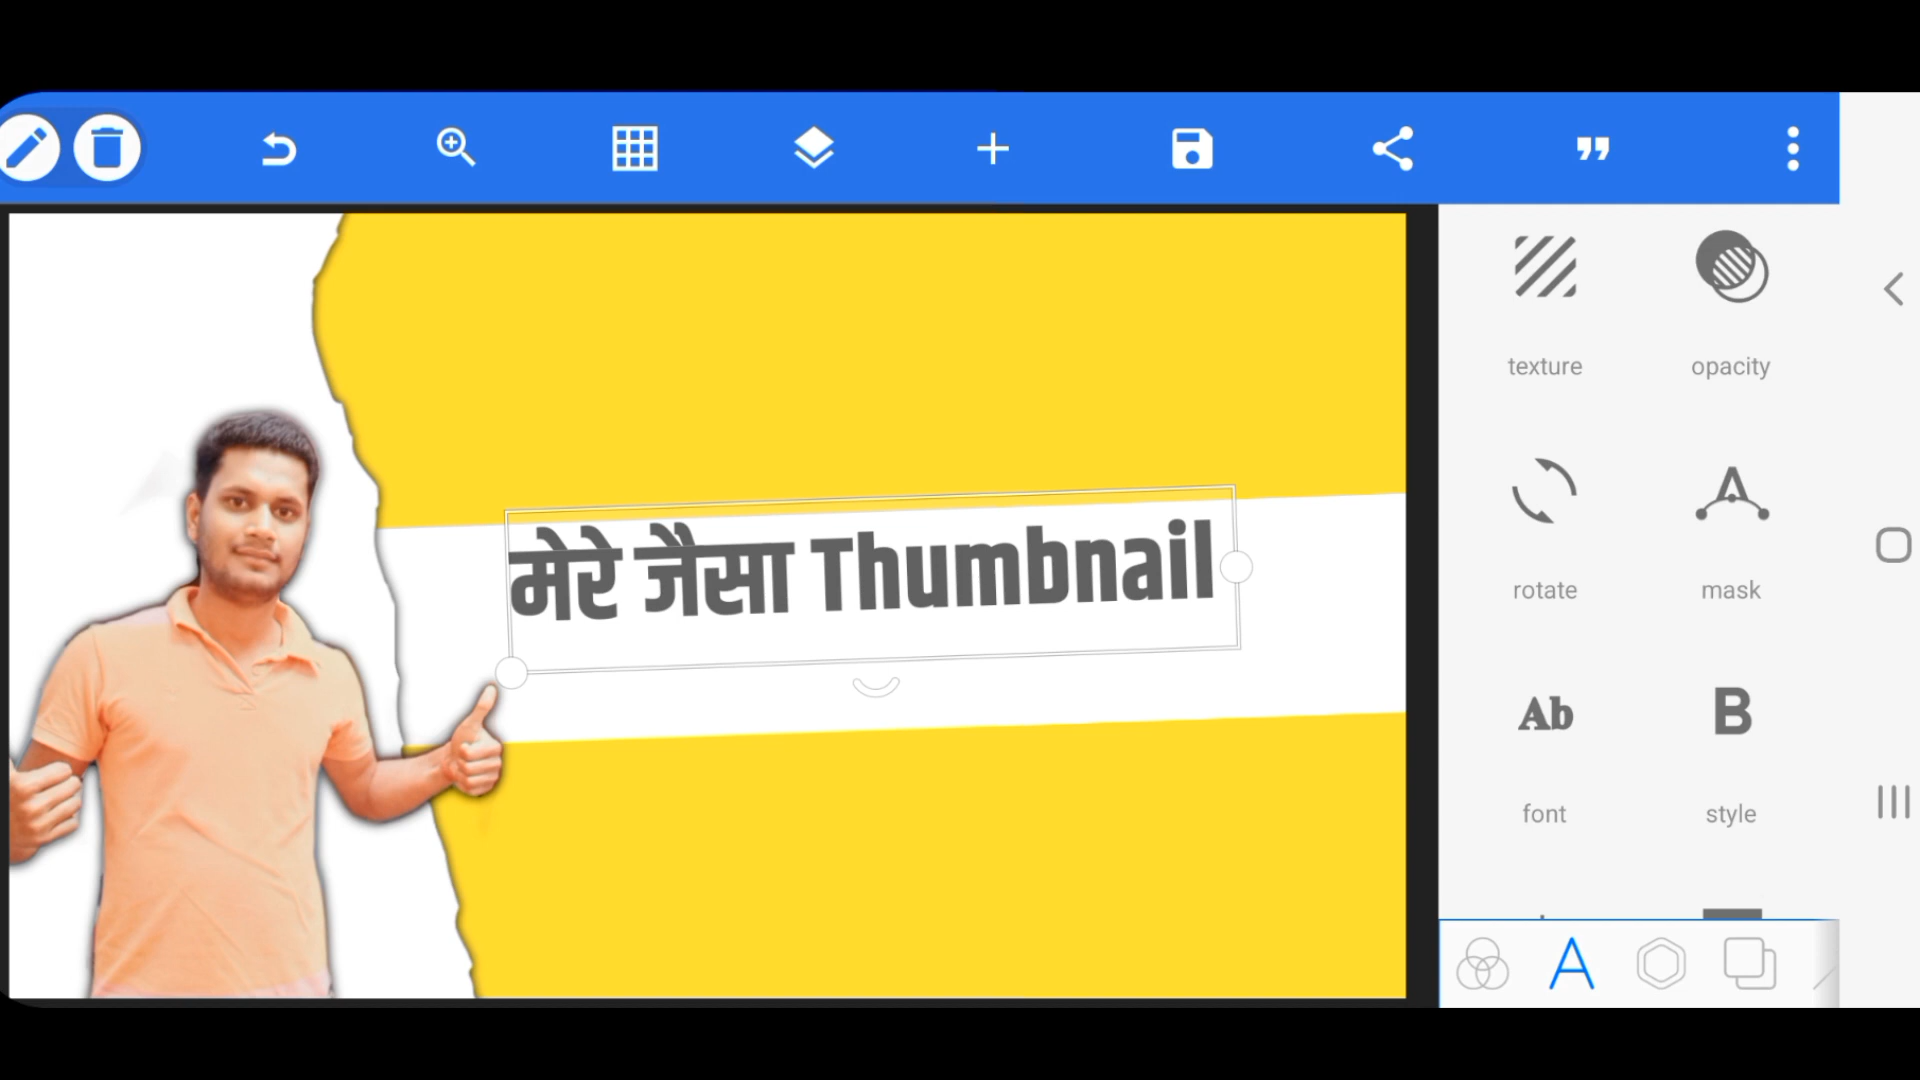 मेरे जैसा Thumbnail
texture
opacity
rotate
mask
Ab
B
font
style
A